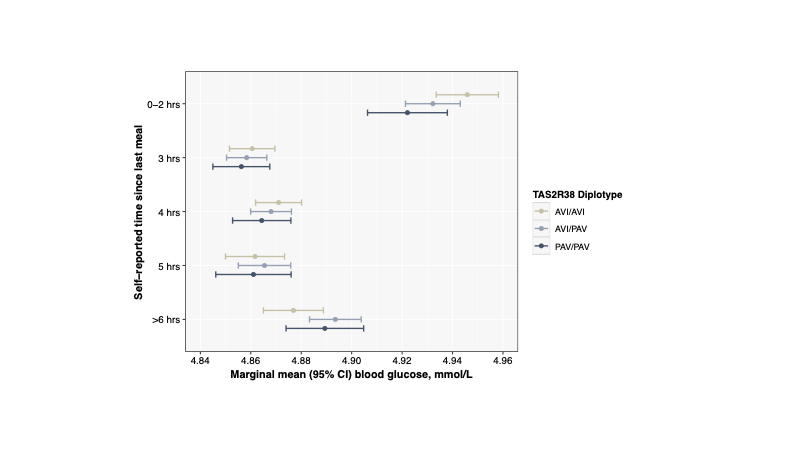 Self−reported time since last meal
0−2 hrs
3 hrs
4 hrs
5 hrs
>6 hrs
4.84 4.86 4.88 4.90 4.92 4.94 4.96
Marginal mean (95% CI) blood glucose, mmol/L
TAS2R38 Diplotype
AVI/AVI
AVI/PAV
PAV/PAV